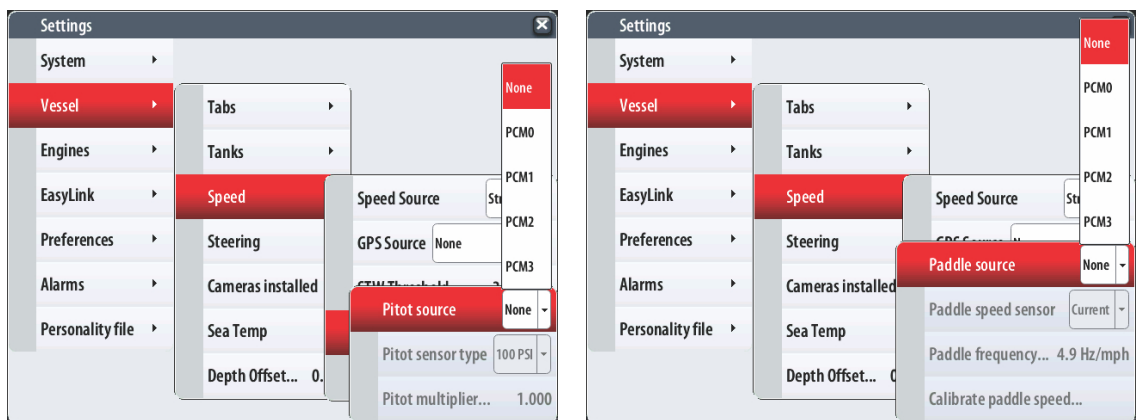 Settings
System
Vessel
Engines
EasyLink
Preferences
Alarms
Personality file
Tabs
Tanks
Speed
Steering
Cameras installed
Sea Temp
Depth Offset... 0.
Speed Source
GPS Source None
Pitot source None
Pitot sensor type 100 PSI
Pitot multiplier... 1.000
None
PCM0
PCM1
PCM2
PCM3
Settings
System
Vessel
Engines
EasyLink
Preferences
Alarms
Personality file
Tabs
Tanks
Speed
Steering
Cameras installed
Sea Temp
Depth Offset... 0
Speed Source
Paddle source None
Paddle speed sensor Current
Paddle frequency... 4.9 Hz/mph
Calibrate paddle speed...
None
PCM0
PCM1
PCM2
PCM3